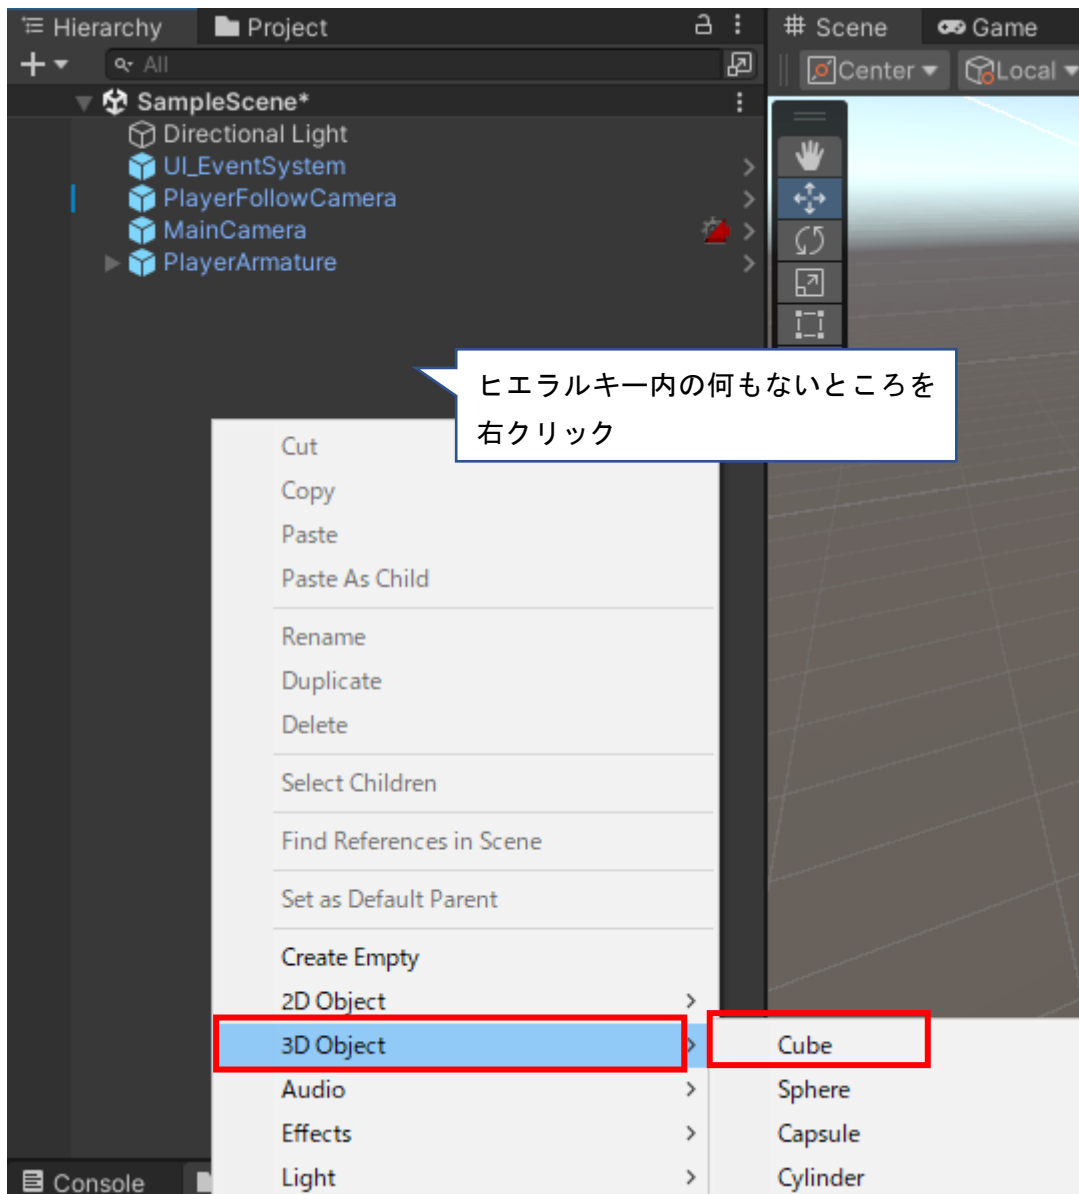 Hierarchy
Project
Scene
Game
All
Center
Local
SampleScene*
Directional Light
UI_EventSystem
PlayerFollowCamera
MainCamera
PlayerArmature
ヒエラルキー内の何もないところを
右クリック
Cut
Copy
Paste
Paste As Child
Rename
Duplicate
Delete
Select Children
Find References in Scene
Set as Default Parent
Create Empty
2D Object
3D Object
Audio
Effects
Light
Cube
Sphere
Capsule
Cylinder
Console